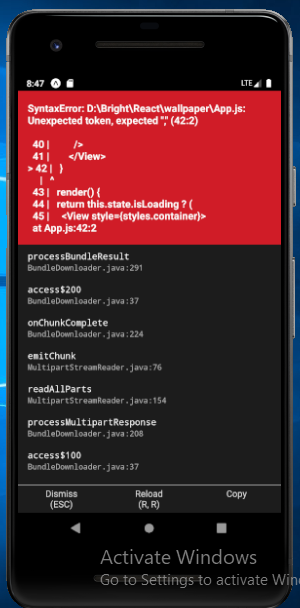 8:47
LTE
SyntaxError: D:\Bright\React\wallpaper\App.js:
Unexpected token, expected "," (42:2)
40 | />
41 | </View>
> 42 | }
| ^
43 | render() {
44 | return this.state.isLoading ? (
45 | <View style={styles.container}>
at App.js:42:2
processBundleResult
BundleDownloader.java:291
access$200
BundleDownloader.java:37
onChunkComplete
BundleDownloader.java:224
emitChunk
MultipartStreamReader.java:76
readAllParts
MultipartStreamReader.java:154
processMultipartResponse
BundleDownloader.java:208
access$100
BundleDownloader.java:37
Dismiss
(ESC)
Reload
(R, R)
Copy
Activate Windows
Go to Settings to activate Win